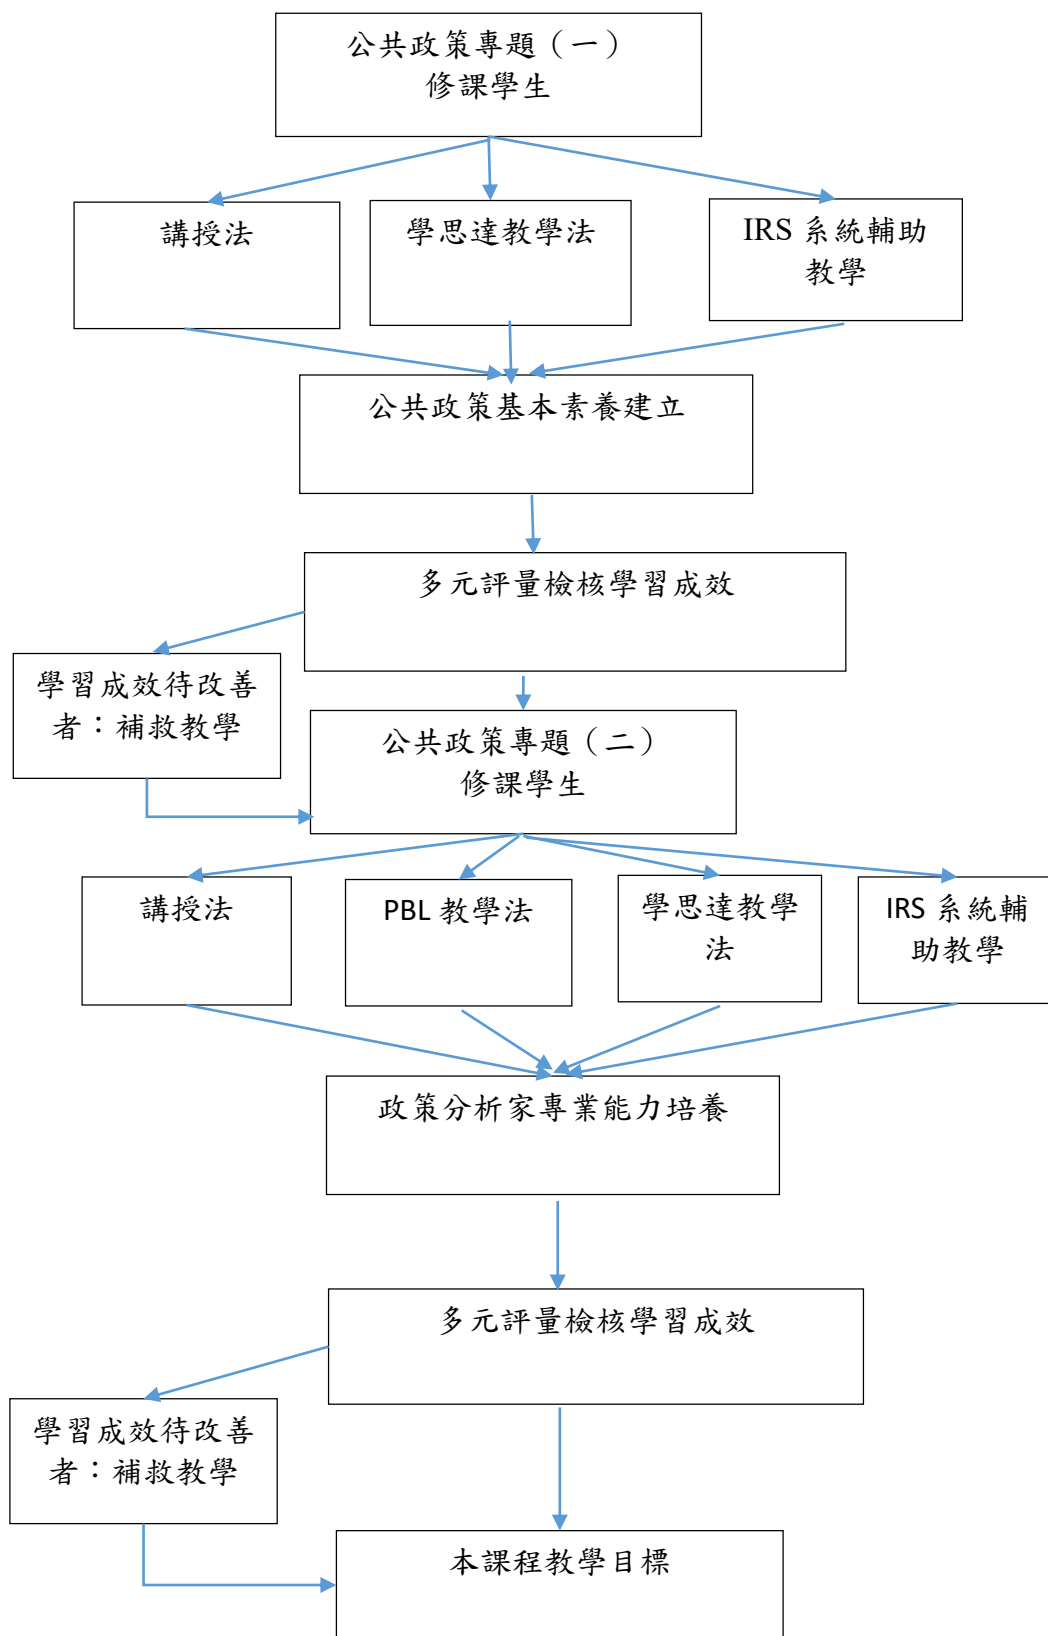 公共政策專題（一）
修課學生
講授法
學思達教學法
IRS 系統輔助
教學
公共政策基本素養建立
多元評量檢核學習成效
學習成效待改善
者：補救教學
公共政策專題（二）
修課學生
講授法
PBL 教學法
學思達教學
法
IRS 系統輔
助教學
政策分析家專業能力培養
多元評量檢核學習成效
學習成效待改善
者：補救教學
本課程教學目標